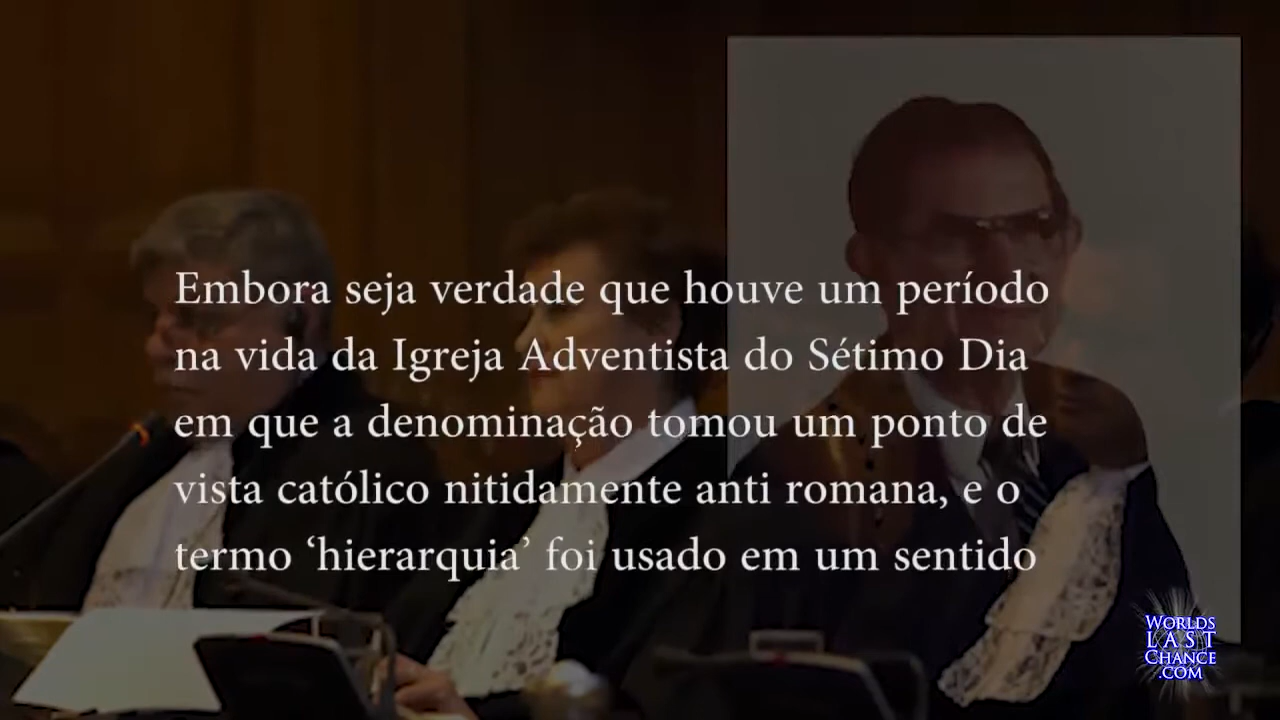 Embora seja verdade que houve um período
na vida da Igreja Adventista do Sétimo Dia
em que a denominação tomou um ponto de
vista católico nitidamente anti romana, e o
termo ‘hierarquia’ foi usado em um sentido
WORLDS
LAST
CHANCE
.COM